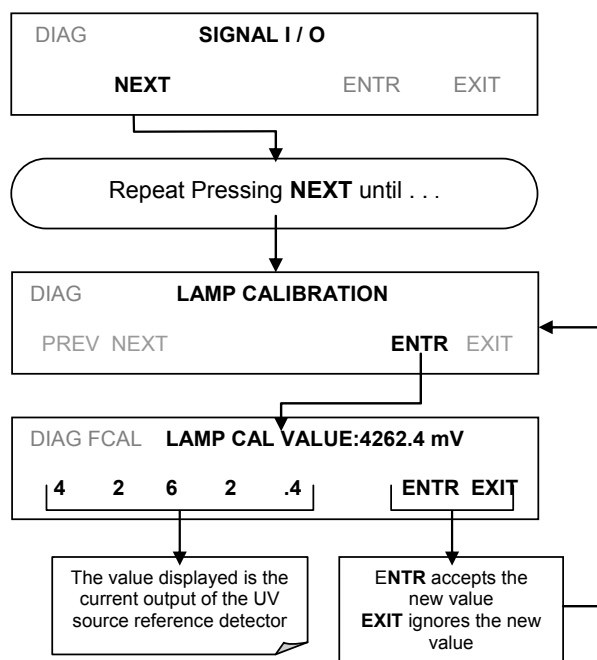 DIAG SIGNAL I / O
NEXT ENTR EXIT
Repeat Pressing NEXT until . . .
DIAG LAMP CALIBRATION
PREV NEXT ENTR EXIT
DIAG FCAL LAMP CAL VALUE:4262.4 mV
4 2 6 2 .4 ENTR EXIT
The value displayed is the
current output of the UV
source reference detector
ENTR accepts the
new value
EXIT ignores the new
value